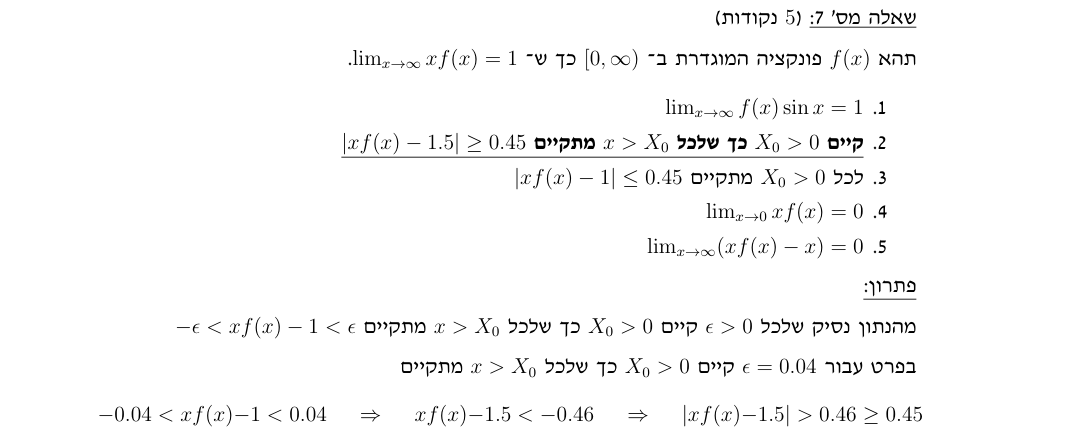 שאלה מס' 7: (5 נקודות)
תהא f(x) פונקציה המוגדרת ב־ [0, ∞) כך ש־ lim_{x→∞} xf(x) = 1.
1. lim_{x→∞} f(x) sin x = 1
2. קיים X_0 > 0 כך שלכל x > X_0 מתקיים |xf(x) − 1.5| ≥ 0.45
3. לכל X_0 > 0 מתקיים |xf(x) − 1| ≤ 0.45
4. lim_{x→0} xf(x) = 0
5. lim_{x→∞}(xf(x) − x) = 0
פתרון:
מהנתון נסיק שלכל ϵ > 0 קיים X_0 > 0 כך שלכל x > X_0 מתקיים −ϵ < xf(x) − 1 < ϵ
בפרט עבור ϵ = 0.04 קיים X_0 > 0 כך שלכל x > X_0 מתקיים
−0.04 < xf(x)−1 < 0.04 ⇒ xf(x)−1.5 < −0.46 ⇒ |xf(x)−1.5| > 0.46 ≥ 0.45